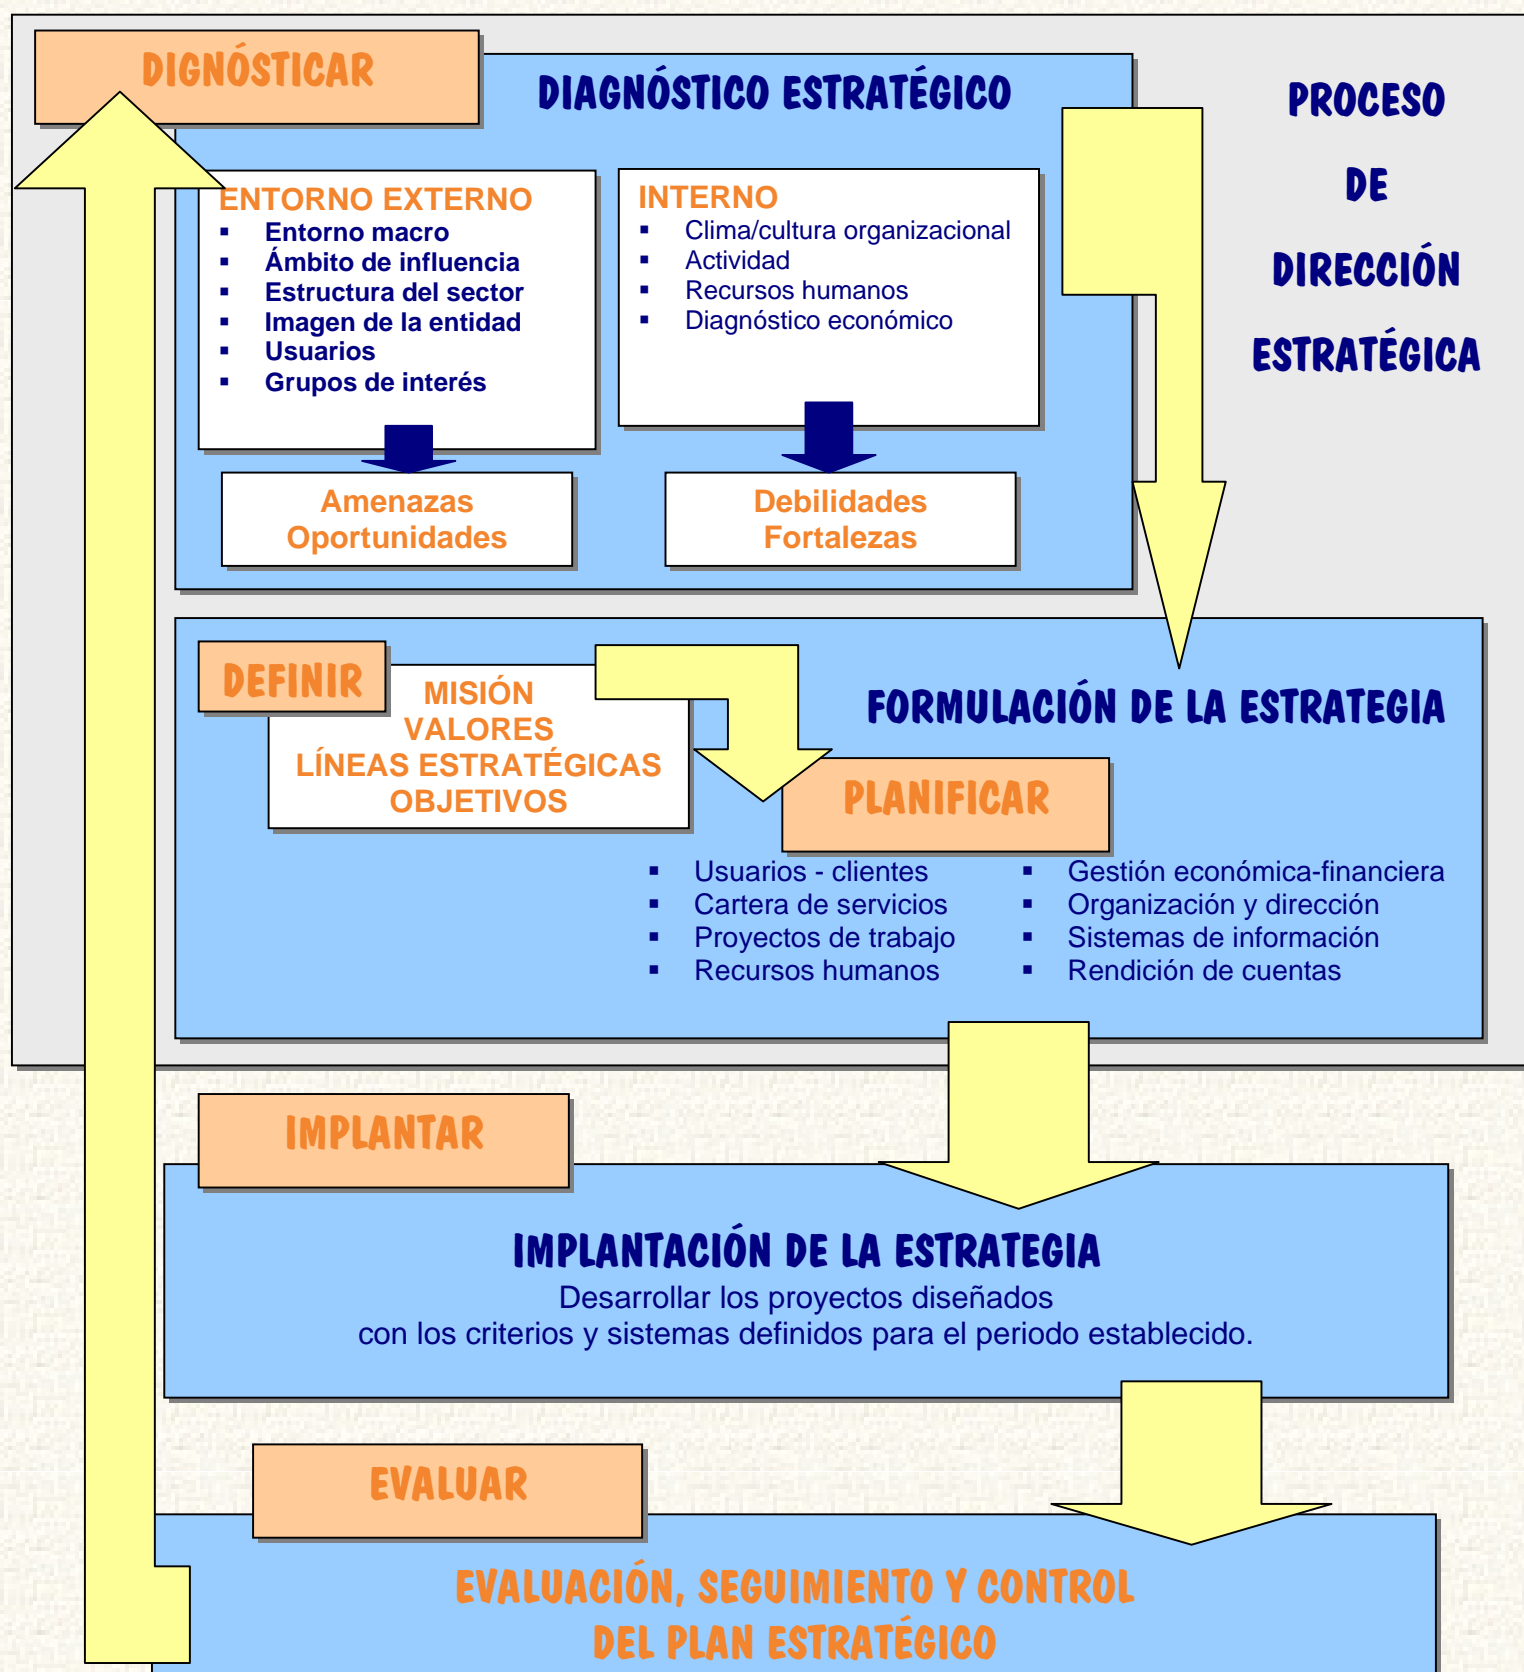 DIGNÓSTICAR
DIAGNÓSTICO ESTRATÉGICO
PROCESO
DE
DIRECCIÓN
ESTRATÉGICA
ENTORNO EXTERNO
▪ Entorno macro
▪ Ámbito de influencia
▪ Estructura del sector
▪ Imagen de la entidad
▪ Usuarios
▪ Grupos de interés
INTERNO
▪ Clima/cultura organizacional
▪ Actividad
▪ Recursos humanos
▪ Diagnóstico económico
Amenazas
Oportunidades
Debilidades
Fortalezas
DEFINIR
MISIÓN
VALORES
LÍNEAS ESTRATÉGICAS
OBJETIVOS
FORMULACIÓN DE LA ESTRATEGIA
PLANIFICAR
▪ Usuarios - clientes
▪ Cartera de servicios
▪ Proyectos de trabajo
▪ Recursos humanos
▪ Gestión económica-financiera
▪ Organización y dirección
▪ Sistemas de información
▪ Rendición de cuentas
IMPLANTAR
IMPLANTACIÓN DE LA ESTRATEGIA
Desarrollar los proyectos diseñados
con los criterios y sistemas definidos para el periodo establecido.
EVALUAR
EVALUACIÓN, SEGUIMIENTO Y CONTROL
DEL PLAN ESTRATÉGICO